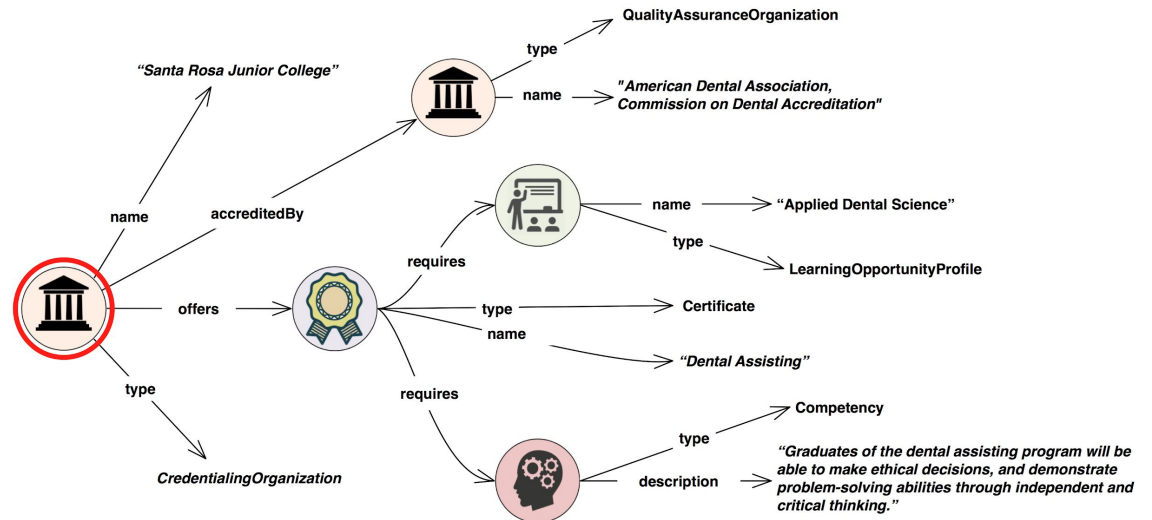 QualityAssuranceOrganization
type
“Santa Rosa Junior College”
name
"American Dental Association,
Commission on Dental Accreditation"
name
accreditedBy
name
“Applied Dental Science”
type
requires
LearningOpportunityProfile
offers
type
Certificate
name
“Dental Assisting”
type
requires
Competency
type
CredentialingOrganization
description
“Graduates of the dental assisting program will be
able to make ethical decisions, and demonstrate
problem-solving abilities through independent and
critical thinking.”